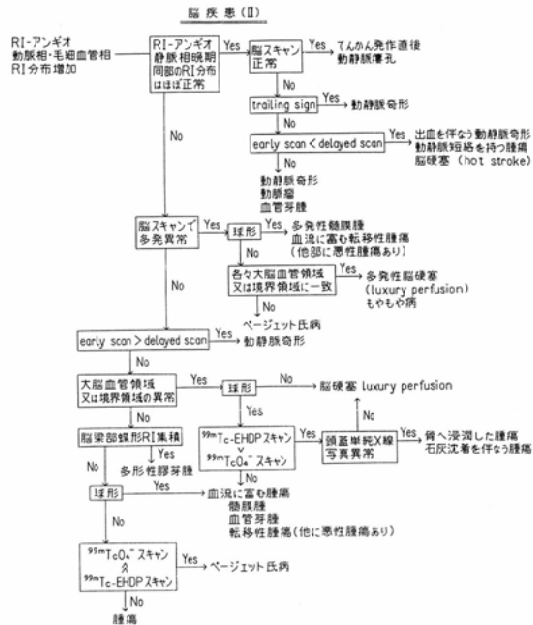 脳疾患(II)
RI-アンギオ
動脈相・毛細血管相
RI分布増加
RI-アンギオ
静脈相晩期
同部のRI分布
はほぼ正常
Yes
脳スキャン
正常
Yes
てんかん発作直後
動静脈瘻孔
No
trailing sign
Yes
動静脈奇形
No
early scan < delayed scan
Yes
出血を伴なう動静脈奇形
動静脈短絡を持つ腫瘍
脳硬塞 (hot stroke)
No
動静脈奇形
動脈瘤
血管芽腫
No
脳スキャンで
多発異常
Yes
球形
Yes
多発性髄膜腫
血流に富む転移性腫瘍
(他部に悪性腫瘍あり)
No
各々大脳血管領域
又は境界領域に一致
Yes
多発性脳硬塞
(luxury perfusion)
もやもや病
No
ページェット氏病
No
early scan > delayed scan
Yes
動静脈奇形
No
大脳血管領域
又は境界領域の異常
Yes
球形
No
脳硬塞 luxury perfusion
No
Yes
No
脳梁部蝶形RI集積
Yes
多形性膠芽腫
99mTc-EHDPスキャン
∨
99mTcO₄⁻スキャン
Yes
頭蓋単純X線
写真異常
Yes
骨へ浸潤した腫瘍
石灰沈着を伴なう腫瘍
No
No
球形
Yes
血流に富む腫瘍
髄膜腫
血管芽腫
転移性腫瘍(他に悪性腫瘍あり)
No
99mTcO₄⁻スキャン
≪
99mTc-EHDPスキャン
Yes
ページェット氏病
No
腫瘍